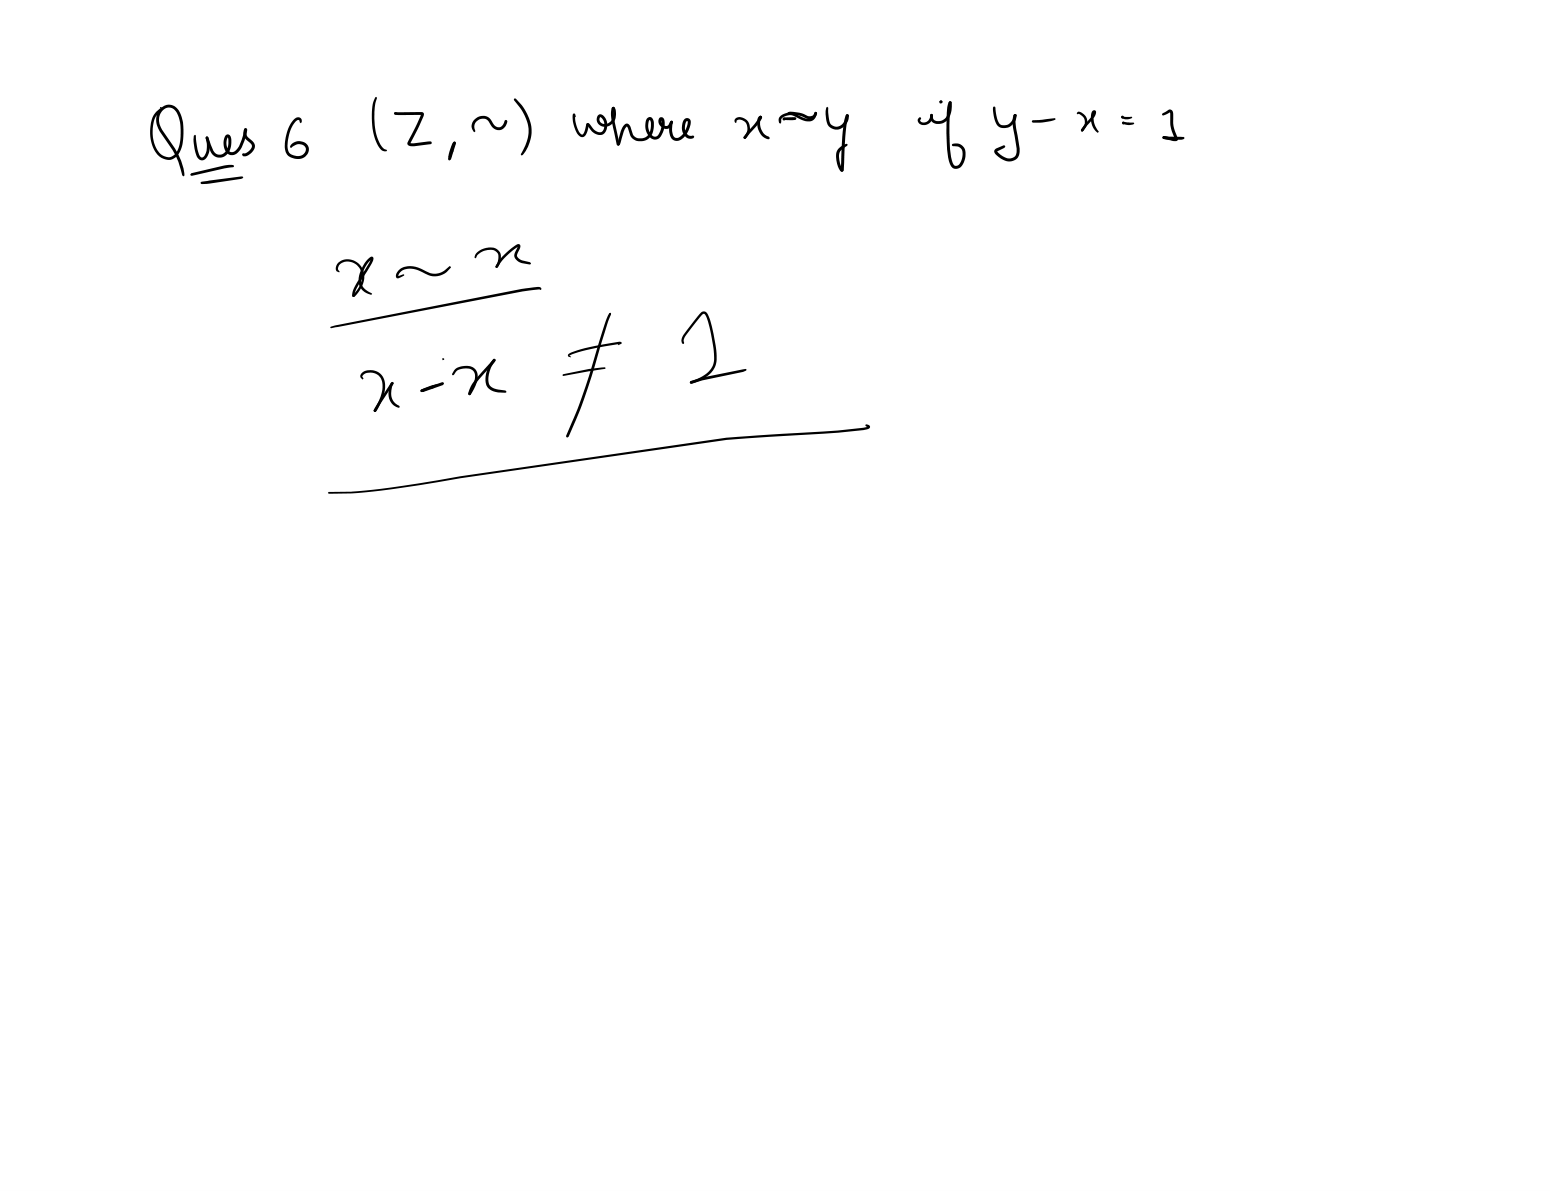 Ques 6 (Z, ~) where x~y if y - x = 1
x ~ x
x - x ≠ 1